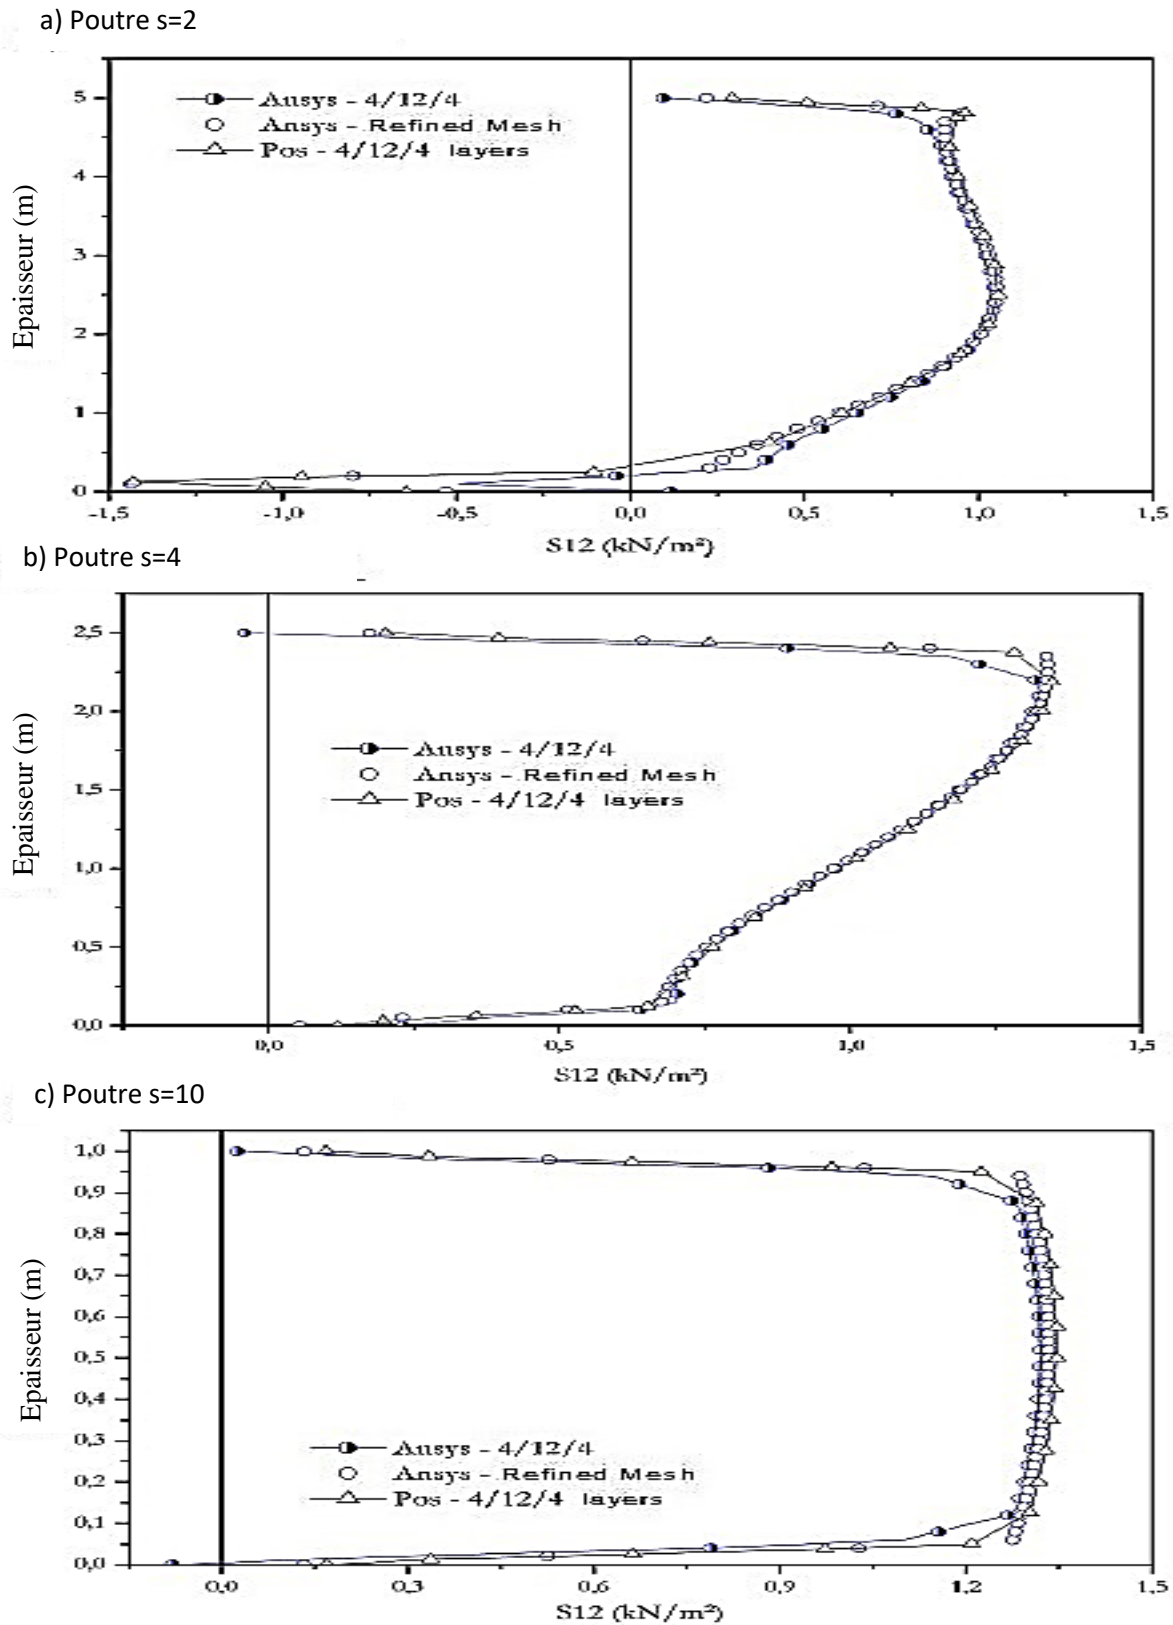 a) Poutre s=2
Ansys - 4/12/4
Ansys - Refined Mesh
Pos - 4/12/4 layers
Epaisseur (m)
5
4
3
2
1
0
-1,5 -1,0 -0,5 0,0 0,5 1,0 1,5
S12 (kN/m²)
b) Poutre s=4
Ansys - 4/12/4
Ansys - Refined Mesh
Pos - 4/12/4 layers
Epaisseur (m)
2,5
2,0
1,5
1,0
0,5
0,0
0,0 0,5 1,0 1,5
S12 (kN/m²)
c) Poutre s=10
Ansys - 4/12/4
Ansys - Refined Mesh
Pos - 4/12/4 layers
Epaisseur (m)
1,0
0,9
0,8
0,7
0,6
0,5
0,4
0,3
0,2
0,1
0,0
0,0 0,3 0,6 0,9 1,2 1,5
S12 (kN/m²)